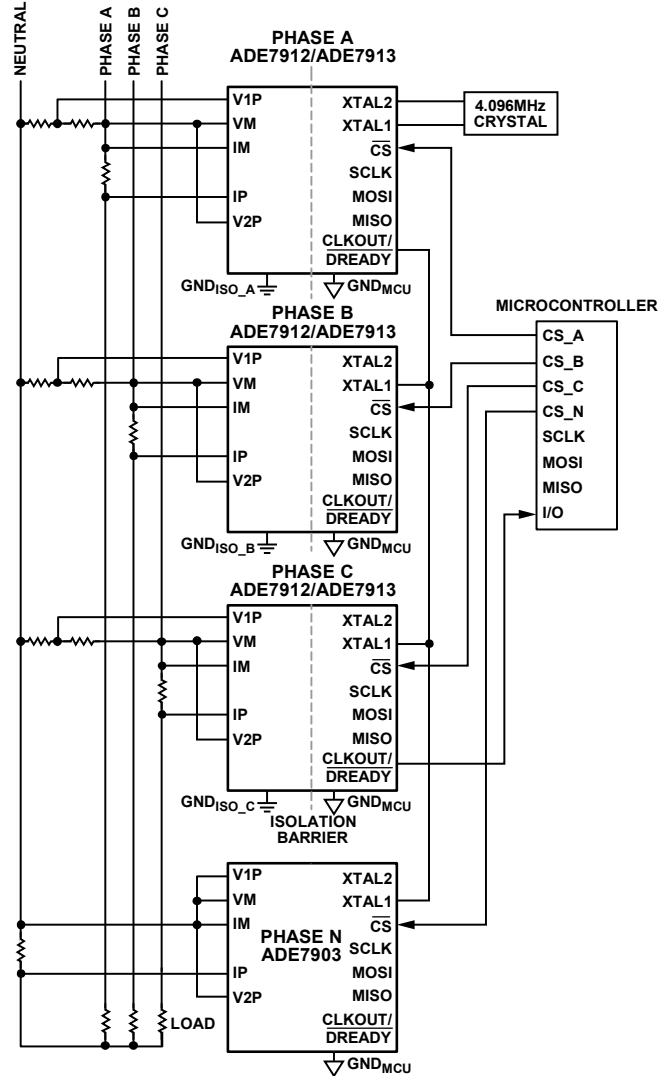 NEUTRAL
PHASE A
PHASE B
PHASE C
PHASE A
ADE7912/ADE7913
V1P
VM
IM
IP
V2P
XTAL2
XTAL1
CS
SCLK
MOSI
MISO
CLKOUT/
DREADY
4.096MHz
CRYSTAL
GNDISO_A
GNDMCU
MICROCONTROLLER
CS_A
CS_B
CS_C
CS_N
SCLK
MOSI
MISO
I/O
PHASE B
ADE7912/ADE7913
V1P
VM
IM
IP
V2P
XTAL2
XTAL1
CS
SCLK
MOSI
MISO
CLKOUT/
DREADY
GNDISO_B
GNDMCU
PHASE C
ADE7912/ADE7913
V1P
VM
IM
IP
V2P
XTAL2
XTAL1
CS
SCLK
MOSI
MISO
CLKOUT/
DREADY
GNDISO_C
GNDMCU
ISOLATION
BARRIER
V1P
VM
IM
IP
V2P
PHASE N
ADE7903
XTAL2
XTAL1
CS
SCLK
MOSI
MISO
CLKOUT/
DREADY
LOAD
GNDMCU